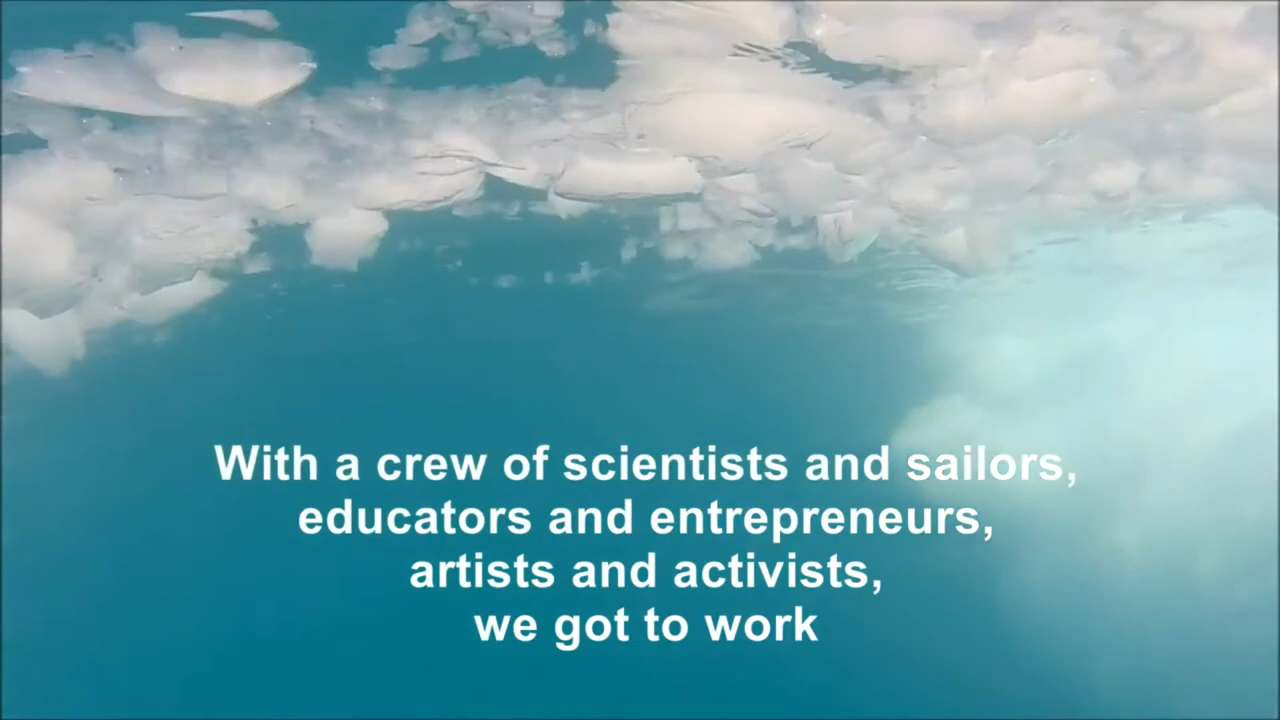 With a crew of scientists and sailors,
educators and entrepreneurs,
artists and activists,
we got to work